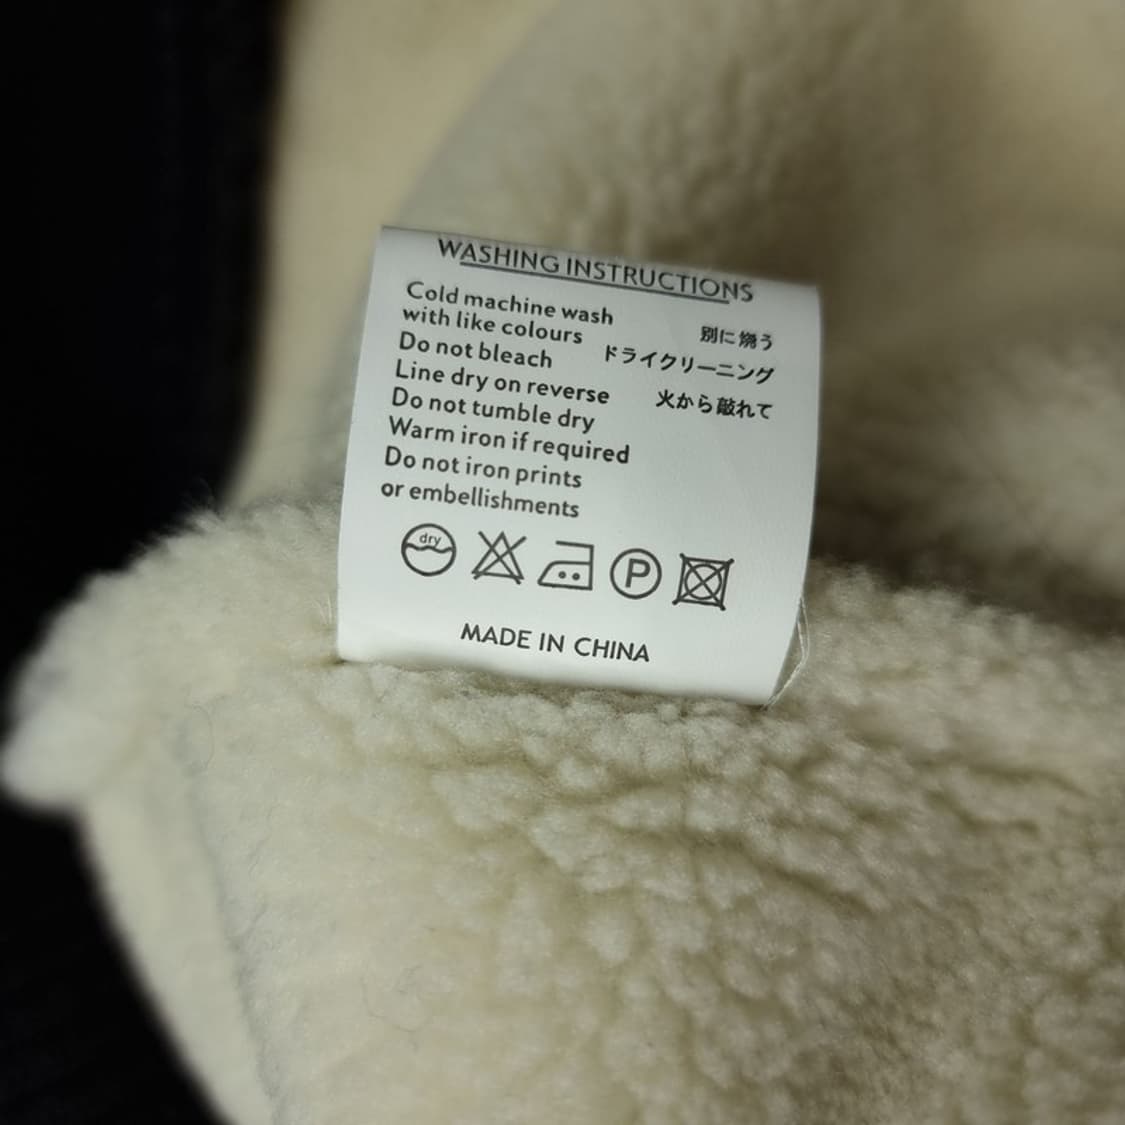 WASHING INSTRUCTIONS
Cold machine wash
with like colours
Do not bleach
Line dry on reverse
Do not tumble dry
Warm iron if required
Do not iron prints
or embellishments
別に
ドライクリーニング
火から離れて
dry
P
MADE IN CHINA